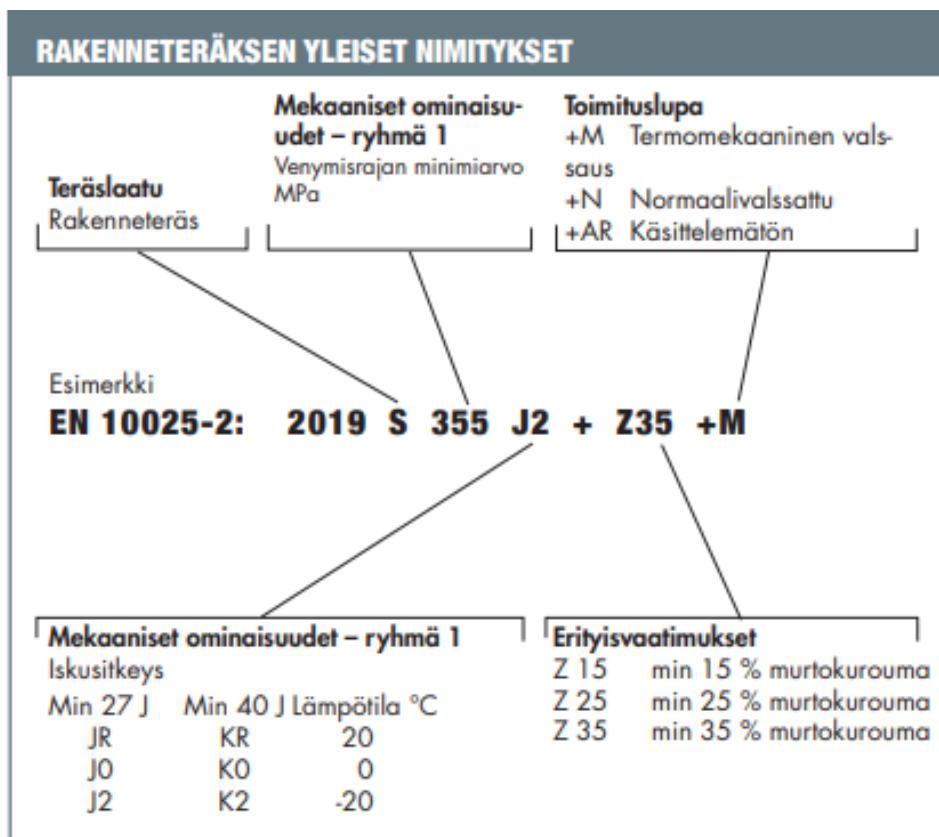 RAKENNETERÄKSEN YLEISET NIMITYKSET
Teräslaatu
Rakenneteräs
Mekaaniset ominaisu-
udet – ryhmä 1
Venymisrajan minimiarvo
MPa
Toimituslupa
+M Termomekaaninen vals-
saus
+N Normaalivalssattu
+AR Käsittelemätön
Esimerkki
EN 10025-2: 2019 S 355 J2 + Z35 +M
Mekaaniset ominaisuudet – ryhmä 1
Iskusitkeys
Min 27 J Min 40 J Lämpötila °C
JR KR 20
J0 K0 0
J2 K2 -20
Erityisvaatimukset
Z 15 min 15 % murtokurouma
Z 25 min 25 % murtokurouma
Z 35 min 35 % murtokurouma